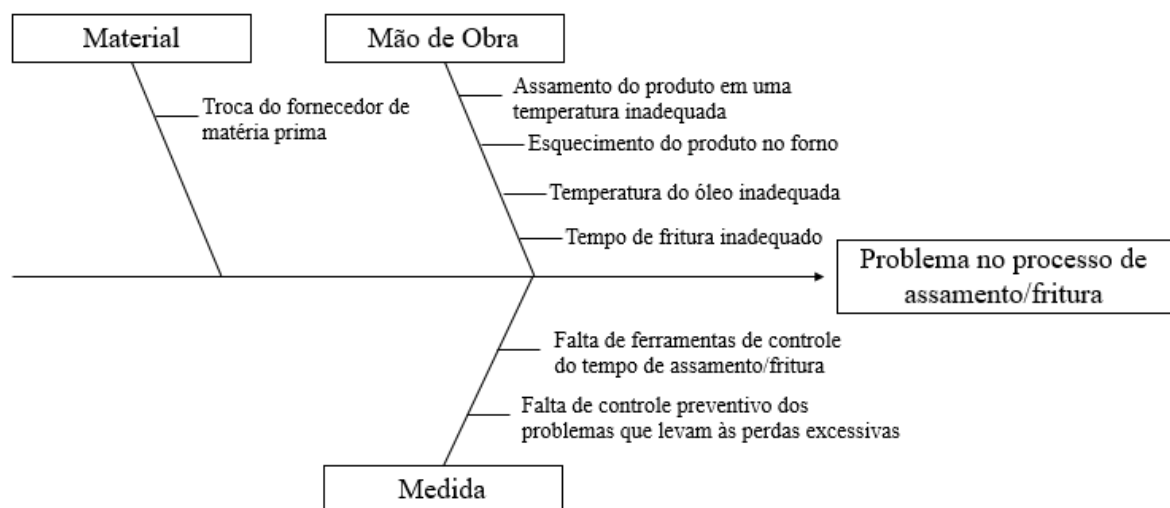 Material
Mão de Obra
Troca do fornecedor de
matéria prima
Assamento do produto em uma
temperatura inadequada
Esquecimento do produto no forno
Temperatura do óleo inadequada
Tempo de fritura inadequado
Problema no processo de
assamento/fritura
Falta de ferramentas de controle
do tempo de assamento/fritura
Falta de controle preventivo dos
problemas que levam às perdas excessivas
Medida